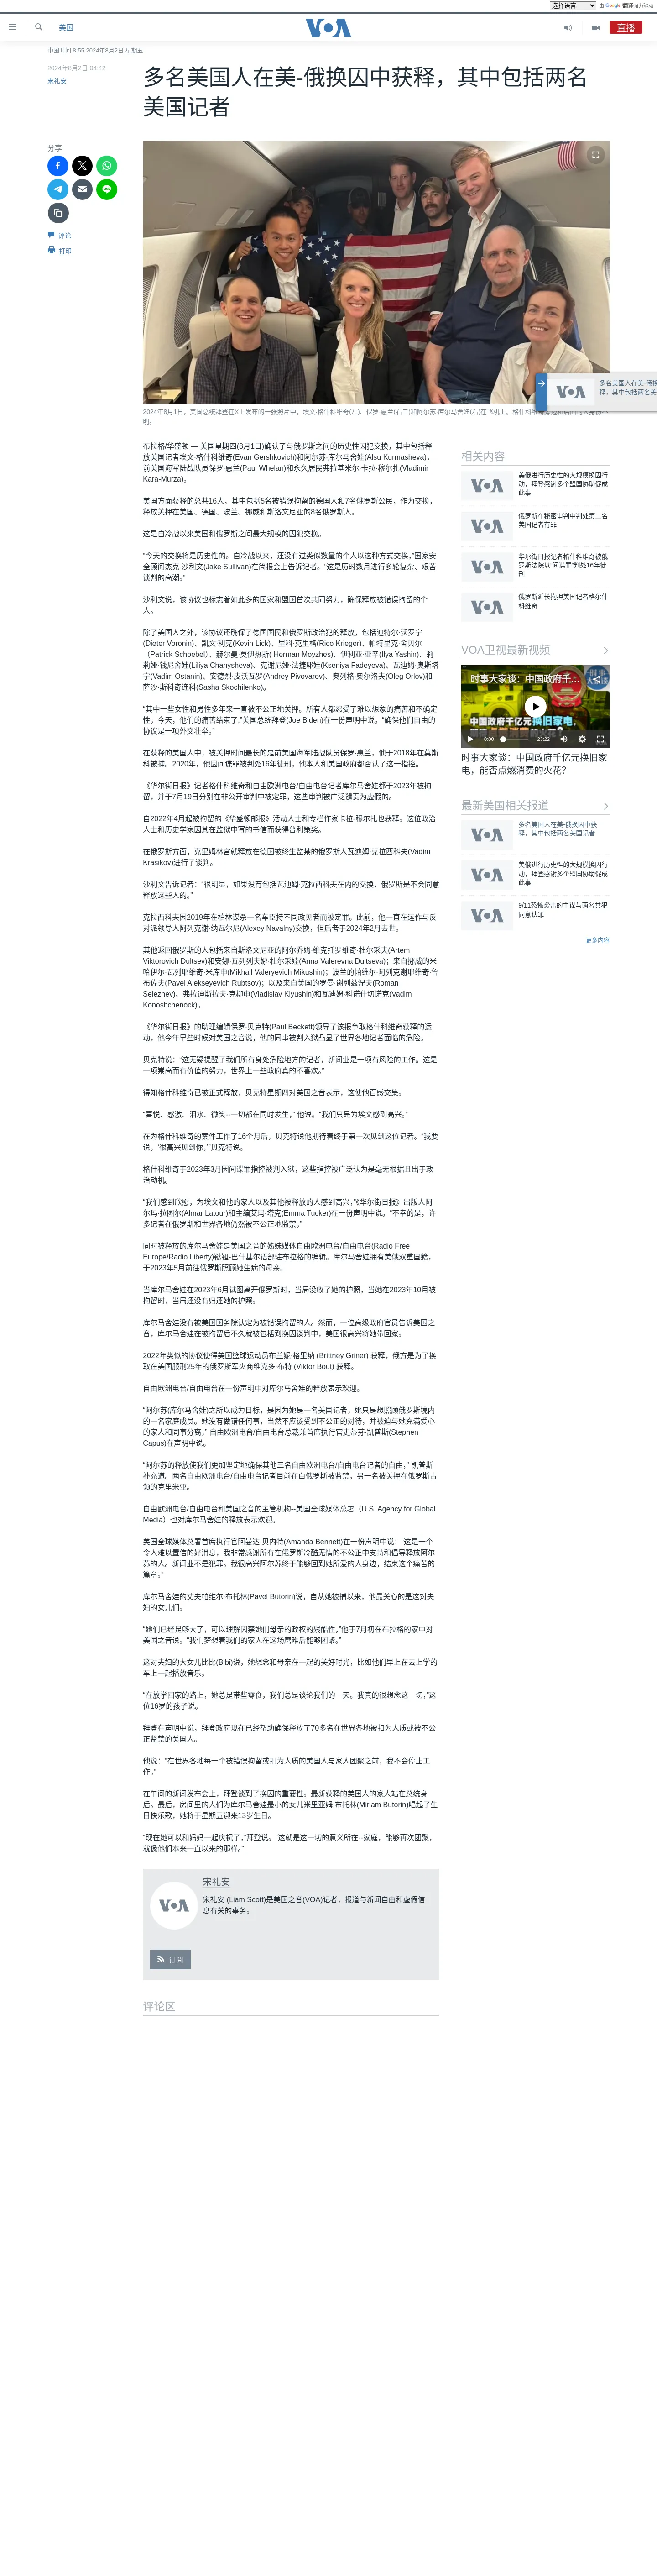 选择语言 由 Google 翻译强力驱动
美国
VOA
直播
中国时间 8:55 2024年8月2日 星期五
2024年8月2日 04:42
宋礼安
多名美国人在美-俄换囚中获释，其中包括两名
美国记者
分享
评论
打印
多名美国人在美-俄换
释，其中包括两名美
2024年8月1日，美国总统拜登在X上发布的一张照片中，埃文·格什科维奇(左)、保罗·惠兰(右二)和阿尔苏·库尔马舍娃(右)在飞机上。
明。
布拉格/华盛顿 — 美国星期四(8月1日)确认了与俄罗斯之间的历史性囚犯交换，其中包括释
放美国记者埃文·格什科维奇(Evan Gershkovich)和阿尔苏·库尔马舍娃(Alsu Kurmasheva)，
前美国海军陆战队员保罗·惠兰(Paul Whelan)和永久居民弗拉基米尔·卡拉·穆尔扎(Vladimir
Kara-Murza)。
美国方面获释的总共16人，其中包括5名被错误拘留的德国人和7名俄罗斯公民，作为交换，
释放关押在美国、德国、波兰、挪威和斯洛文尼亚的8名俄罗斯人。
这是自冷战以来美国和俄罗斯之间最大规模的囚犯交换。
“今天的交换将是历史性的。自冷战以来，还没有过类似数量的个人以这种方式交换，”国家安
全顾问杰克·沙利文(Jake Sullivan)在简报会上告诉记者。“这是历时数月进行多轮复杂、艰苦
谈判的高潮。”
沙利文说，该协议也标志着如此多的国家和盟国首次共同努力，确保释放被错误拘留的个
人。
除了美国人之外，该协议还确保了德国国民和俄罗斯政治犯的释放，包括迪特尔·沃罗宁
(Dieter Voronin)、凯文·利克(Kevin Lick)、里科·克里格(Rico Krieger)、帕特里克·舍贝尔
（Patrick Schoebel）、赫尔曼·莫伊热斯( Herman Moyzhes)、伊利亚·亚辛(Ilya Yashin)、莉
莉娅·钱尼舍娃(Liliya Chanysheva)、克谢尼娅·法捷耶娃(Kseniya Fadeyeva)、瓦迪姆·奥斯塔
宁(Vadim Ostanin)、安德烈·皮沃瓦罗(Andrey Pivovarov)、奥列格·奥尔洛夫(Oleg Orlov)和
萨沙·斯科奇连科(Sasha Skochilenko)。
“其中一些女性和男性多年来一直被不公正地关押。所有人都忍受了难以想象的痛苦和不确定
性。今天，他们的痛苦结束了，”美国总统拜登(Joe Biden)在一份声明中说。“确保他们自由的
协议是一项外交壮举。”
在获释的美国人中，被关押时间最长的是前美国海军陆战队员保罗·惠兰，他于2018年在莫斯
科被捕。2020年，他因间谍罪被判处16年徒刑，他本人和美国政府都否认了这一指控。
《华尔街日报》记者格什科维奇和自由欧洲电台/自由电台记者库尔马舍娃都于2023年被拘
留，并于7月19日分别在非公开审判中被定罪，这些审判被广泛谴责为虚假的。
自2022年4月起被拘留的《华盛顿邮报》活动人士和专栏作家卡拉-穆尔扎也获释。这位政治
人士和历史学家因其在监狱中写的书信而获得普利策奖。
在俄罗斯方面，克里姆林宫就释放在德国被终生监禁的俄罗斯人瓦迪姆·克拉西科夫(Vadim
Krasikov)进行了谈判。
沙利文告诉记者：“很明显，如果没有包括瓦迪姆·克拉西科夫在内的交换，俄罗斯是不会同意
释放这些人的。”
克拉西科夫因2019年在柏林谋杀一名车臣持不同政见者而被定罪。此前，他一直在运作与反
对派领导人阿列克谢·纳瓦尔尼(Alexey Navalny)交换，但后者于2024年2月去世。
其他返回俄罗斯的人包括来自斯洛文尼亚的阿尔乔姆·维克托罗维奇·杜尔采夫(Artem
Viktorovich Dultsev)和安娜·瓦列列夫娜·杜尔采娃(Anna Valerevna Dultseva)；来自挪威的米
哈伊尔·瓦列耶维奇·米库申(Mikhail Valeryevich Mikushin)；波兰的帕维尔·阿列克谢耶维奇·鲁
布佐夫(Pavel Alekseyevich Rubtsov)；以及来自美国的罗曼·谢列兹涅夫(Roman
Seleznev)、弗拉迪斯拉夫·克柳申(Vladislav Klyushin)和瓦迪姆·科诺什切诺克(Vadim
Konoshchenock)。
《华尔街日报》的助理编辑保罗·贝克特(Paul Beckett)领导了该报争取格什科维奇获释的运
动，他今年早些时候对美国之音说，他的同事被判入狱凸显了世界各地记者面临的危险。
贝克特说：“这无疑提醒了我们所有身处危险地方的记者，新闻业是一项有风险的工作。这是
一项崇高而有价值的努力，世界上一些政府真的不喜欢。”
得知格什科维奇已被正式释放，贝克特星期四对美国之音表示，这使他百感交集。
“喜悦、感激、泪水、微笑--一切都在同时发生，” 他说。“我们只是为埃文感到高兴。”
在为格什科维奇的案件工作了16个月后，贝克特说他期待着终于第一次见到这位记者。“我要
说，‘很高兴见到你，’”贝克特说。
格什科维奇于2023年3月因间谍罪指控被判入狱，这些指控被广泛认为是毫无根据且出于政
治动机。
“我们感到欣慰，为埃文和他的家人以及其他被释放的人感到高兴，”《华尔街日报》出版人阿
尔玛·拉图尔(Almar Latour)和主编艾玛·塔克(Emma Tucker)在一份声明中说。“不幸的是，许
多记者在俄罗斯和世界各地仍然被不公正地监禁。”
同时被释放的库尔马舍娃是美国之音的姊妹媒体自由欧洲电台/自由电台(Radio Free
Europe/Radio Liberty)鞑靼-巴什基尔语部驻布拉格的编辑。库尔马舍娃拥有美俄双重国籍，
于2023年5月前往俄罗斯照顾她生病的母亲。
当库尔马舍娃在2023年6月试图离开俄罗斯时，当局没收了她的护照，当她在2023年10月被
拘留时，当局还没有归还她的护照。
库尔马舍娃没有被美国国务院认定为被错误拘留的人。然而，一位高级政府官员告诉美国之
音，库尔马舍娃在被拘留后不久就被包括到换囚谈判中，美国很高兴将她带回家。
2022年类似的协议使得美国篮球运动员布兰妮·格里纳 (Brittney Griner) 获释，俄方是为了换
取在美国服刑25年的俄罗斯军火商维克多·布特 (Viktor Bout) 获释。
自由欧洲电台/自由电台在一份声明中对库尔马舍娃的释放表示欢迎。
“阿尔苏(库尔马舍娃)之所以成为目标，是因为她是一名美国记者，她只是想照顾俄罗斯境内
的一名家庭成员。她没有做错任何事，当然不应该受到不公正的对待，并被迫与她充满爱心
的家人和同事分离，” 自由欧洲电台/自由电台总裁兼首席执行官史蒂芬·凯普斯(Stephen
Capus)在声明中说。
“阿尔苏的释放使我们更加坚定地确保其他三名自由欧洲电台/自由电台记者的自由，” 凯普斯
补充道。两名自由欧洲电台/自由电台记者目前在白俄罗斯被监禁，另一名被关押在俄罗斯占
领的克里米亚。
自由欧洲电台/自由电台和美国之音的主管机构--美国全球媒体总署（U.S. Agency for Global
Media）也对库尔马舍娃的释放表示欢迎。
美国全球媒体总署首席执行官阿曼达·贝内特(Amanda Bennett)在一份声明中说：“这是一个
令人难以置信的好消息，我非常感谢所有在俄罗斯冷酷无情的不公正中支持和倡导释放阿尔
苏的人。新闻业不是犯罪。我很高兴阿尔苏终于能够回到她所爱的人身边，结束这个痛苦的
篇章。”
库尔马舍娃的丈夫帕维尔·布托林(Pavel Butorin)说，自从她被捕以来，他最关心的是这对夫
妇的女儿们。
“她们已经足够大了，可以理解囚禁她们母亲的政权的残酷性，”他于7月初在布拉格的家中对
美国之音说。“我们梦想着我们的家人在这场磨难后能够团聚。”
这对夫妇的大女儿比比(Bibi)说，她想念和母亲在一起的美好时光，比如他们早上在去上学的
车上一起播放音乐。
“在放学回家的路上，她总是带些零食，我们总是谈论我们的一天。我真的很想念这一切，”这
位16岁的孩子说。
拜登在声明中说，拜登政府现在已经帮助确保释放了70多名在世界各地被扣为人质或被不公
正监禁的美国人。
他说：“在世界各地每一个被错误拘留或扣为人质的美国人与家人团聚之前，我不会停止工
作。”
在午间的新闻发布会上，拜登谈到了换囚的重要性。最新获释的美国人的家人站在总统身
后。最后，房间里的人们为库尔马舍娃最小的女儿米里亚姆·布托林(Miriam Butorin)唱起了生
日快乐歌，她将于星期五迎来13岁生日。
“现在她可以和妈妈一起庆祝了，”拜登说。“这就是这一切的意义所在--家庭，能够再次团聚，
就像他们本来一直以来的那样。”
宋礼安
宋礼安 (Liam Scott)是美国之音(VOA)记者，报道与新闻自由和虚假信
息有关的事务。
订阅
评论区
相关内容
美俄进行历史性的大规模换囚行
动，拜登感谢多个盟国协助促成
此事
俄罗斯在秘密审判中判处第二名
美国记者有罪
华尔街日报记者格什科维奇被俄
罗斯法院以“间谍罪”判处16年徒
刑
俄罗斯延长拘押美国记者格尔什
科维奇
VOA卫视最新视频
时事大家谈：中国政府千...
中国政府千亿元换旧家电，
0:00 23:22
时事大家谈：中国政府千亿元换旧家
电，能否点燃消费的火花？
最新美国相关报道
多名美国人在美-俄换囚中获
释，其中包括两名美国记者
美俄进行历史性的大规模换囚行
动，拜登感谢多个盟国协助促成
此事
9/11恐怖袭击的主谋与两名共犯
同意认罪
更多内容